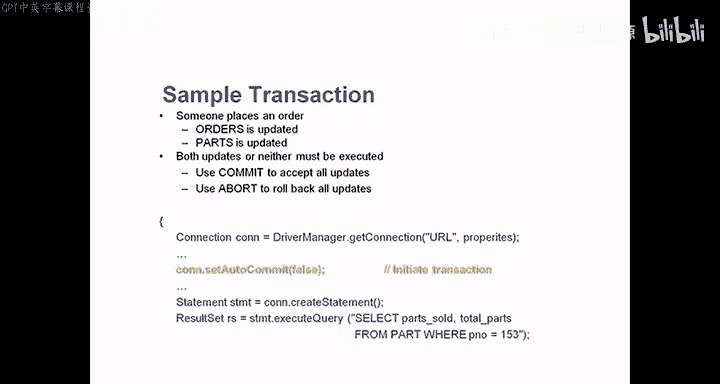 GPT中英字幕课程资
源
bilibili
Sample Transaction
• Someone places an order
– ORDERS is updated
– PARTS is updated
• Both updates or neither must be executed
– Use COMMIT to accept all updates
– Use ABORT to roll back all updates
{
Connection conn = DriverManager.getConnection("URL", properites);
...
conn.setAutoCommit(false); // Initiate transaction
...
Statement stmt = conn.createStatement();
ResultSet rs = stmt.executeQuery ("SELECT parts_sold, total_parts
FROM PART WHERE pno = 153");